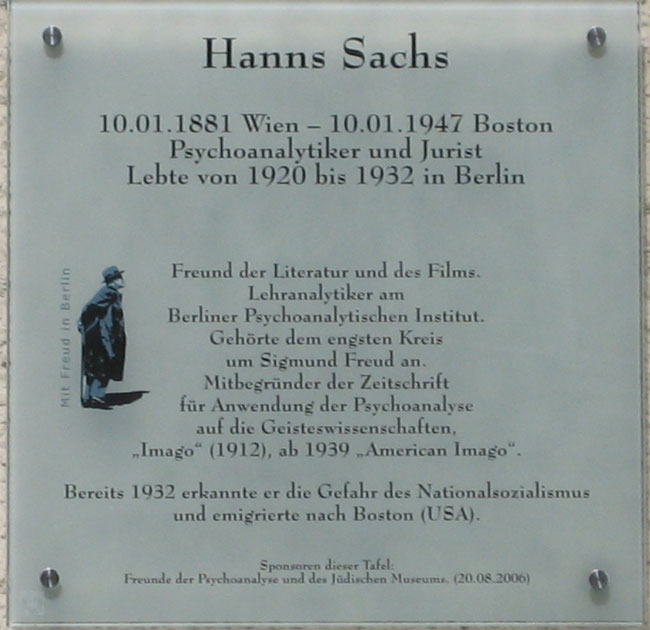 Hanns Sachs
10.01.1881 Wien – 10.01.1947 Boston
Psychoanalytiker und Jurist
Lebte von 1920 bis 1932 in Berlin
Mit Freud in Berlin
Freund der Literatur und des Films.
Lehranalytiker am
Berliner Psychoanalytischen Institut.
Gehörte dem engsten Kreis
um Sigmund Freud an.
Mitbegründer der Zeitschrift
für Anwendung der Psychoanalyse
auf die Geisteswissenschaften,
„Imago“ (1912), ab 1939 „American Imago“.
Bereits 1932 erkannte er die Gefahr des Nationalsozialismus
und emigrierte nach Boston (USA).
Sponsoren dieser Tafel:
Freunde der Psychoanalyse und des Jüdischen Museums. (20.08.2006)